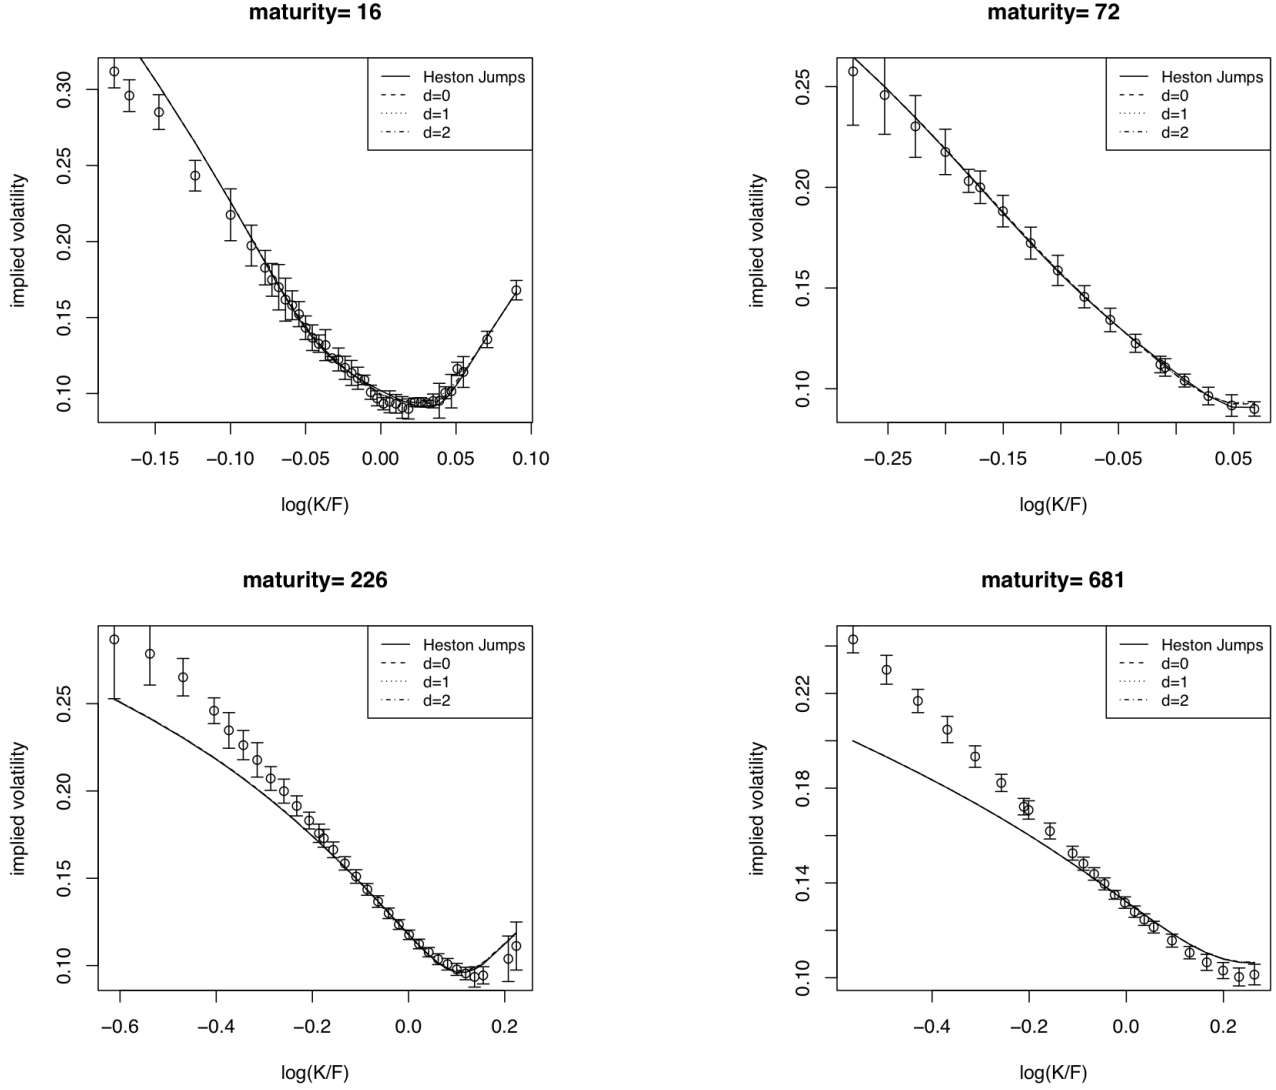 maturity= 16
implied volatility
0.30
0.25
0.20
0.15
0.10
Heston Jumps
d=0
d=1
d=2
−0.15 −0.10 −0.05 0.00 0.05 0.10
log(K/F)
maturity= 72
implied volatility
0.25
0.20
0.15
0.10
Heston Jumps
d=0
d=1
d=2
−0.25 −0.15 −0.05 0.05
log(K/F)
maturity= 226
implied volatility
0.25
0.20
0.15
0.10
Heston Jumps
d=0
d=1
d=2
−0.6 −0.4 −0.2 0.0 0.2
log(K/F)
maturity= 681
implied volatility
0.22
0.18
0.14
0.10
Heston Jumps
d=0
d=1
d=2
−0.4 −0.2 0.0 0.2
log(K/F)